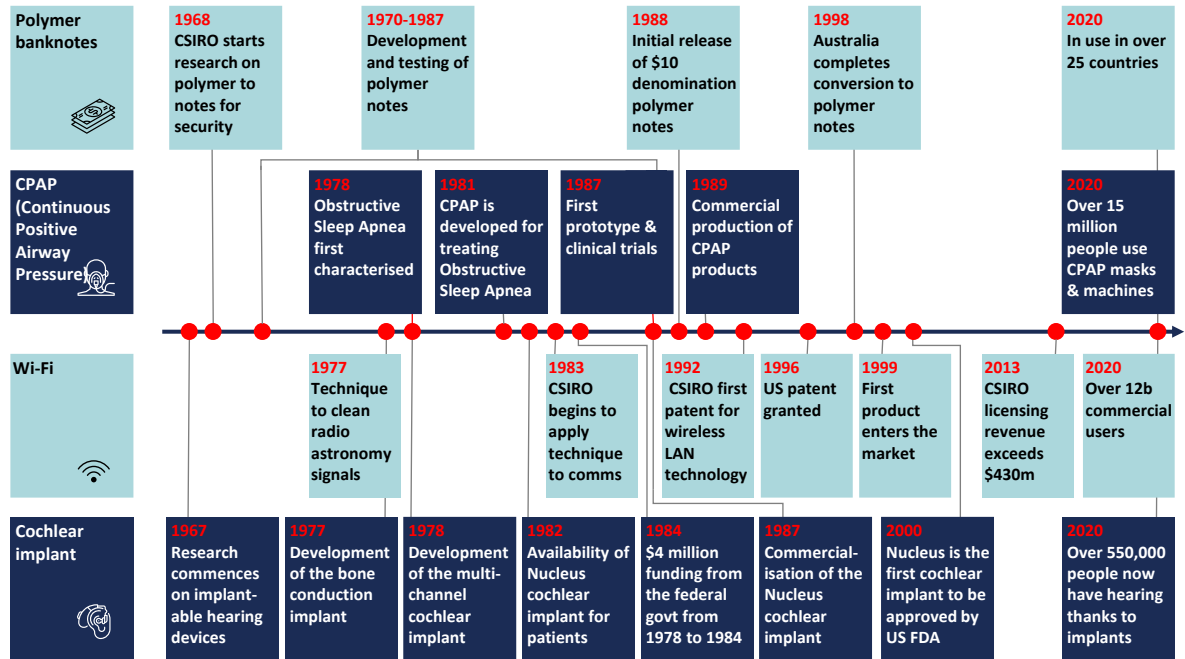 Polymer
banknotes
1968
CSIRO starts
research on
polymer to
notes for
security
1970-1987
Development
and testing of
polymer
notes
1988
Initial release
of $10
denomination
polymer
notes
1998
Australia
completes
conversion to
polymer
notes
2020
In use in over
25 countries
CPAP
(Continuous
Positive
Airway
Pressure)
1978
Obstructive
Sleep Apnea
first
characterised
1981
CPAP is
developed for
treating
Obstructive
Sleep Apnea
1987
First
prototype &
clinical trials
1989
Commercial
production of
CPAP
products
2020
Over 15
million
people use
CPAP masks
& machines
Wi-Fi
1977
Technique
to clean
radio
astronomy
signals
1983
CSIRO
begins to
apply
technique
to comms
1992
CSIRO first
patent for
wireless
LAN
technology
1996
US patent
granted
1999
First
product
enters the
market
2013
CSIRO
licensing
revenue
exceeds
$430m
2020
Over 12b
commercial
users
Cochlear
implant
1967
Research
commences
on implant-
able hearing
devices
1977
Development
of the bone
conduction
implant
1978
Development
of the multi-
channel
cochlear
implant
1982
Availability of
Nucleus
cochlear
implant for
patients
1984
$4 million
funding from
the federal
govt from
1978 to 1984
1987
Commercial-
isation of the
Nucleus
cochlear
implant
2000
Nucleus is the
first cochlear
implant to be
approved by
US FDA
2020
Over 550,000
people now
have hearing
thanks to
implants